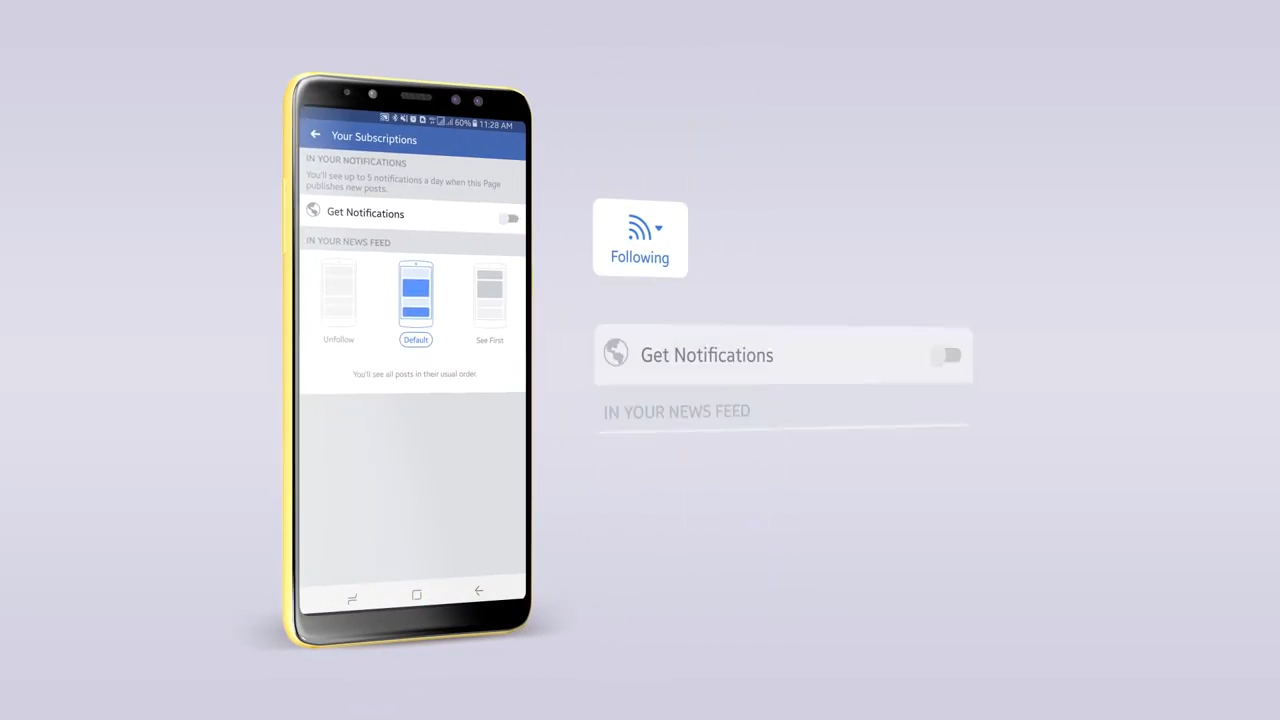 60% 11:28 AM
Your Subscriptions
IN YOUR NOTIFICATIONS
You'll see up to 5 notifications a day when this Page
publishes new posts.
Get Notifications
IN YOUR NEWS FEED
Unfollow
Default
See First
You'll see all posts in their usual order.
Following
Get Notifications
IN YOUR NEWS FEED